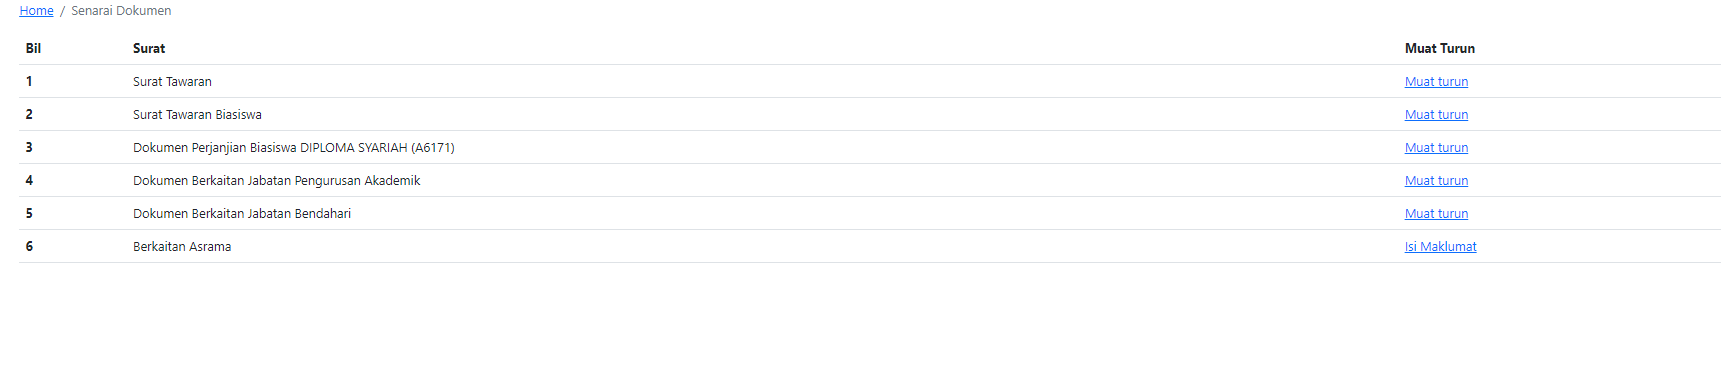 Home / Senarai Dokumen
Bil Surat Muat Turun
1 Surat Tawaran Muat turun
2 Surat Tawaran Biasiswa Muat turun
3 Dokumen Perjanjian Biasiswa DIPLOMA SYARIAH (A6171) Muat turun
4 Dokumen Berkaitan Jabatan Pengurusan Akademik Muat turun
5 Dokumen Berkaitan Jabatan Bendahari Muat turun
6 Berkaitan Asrama Isi Maklumat